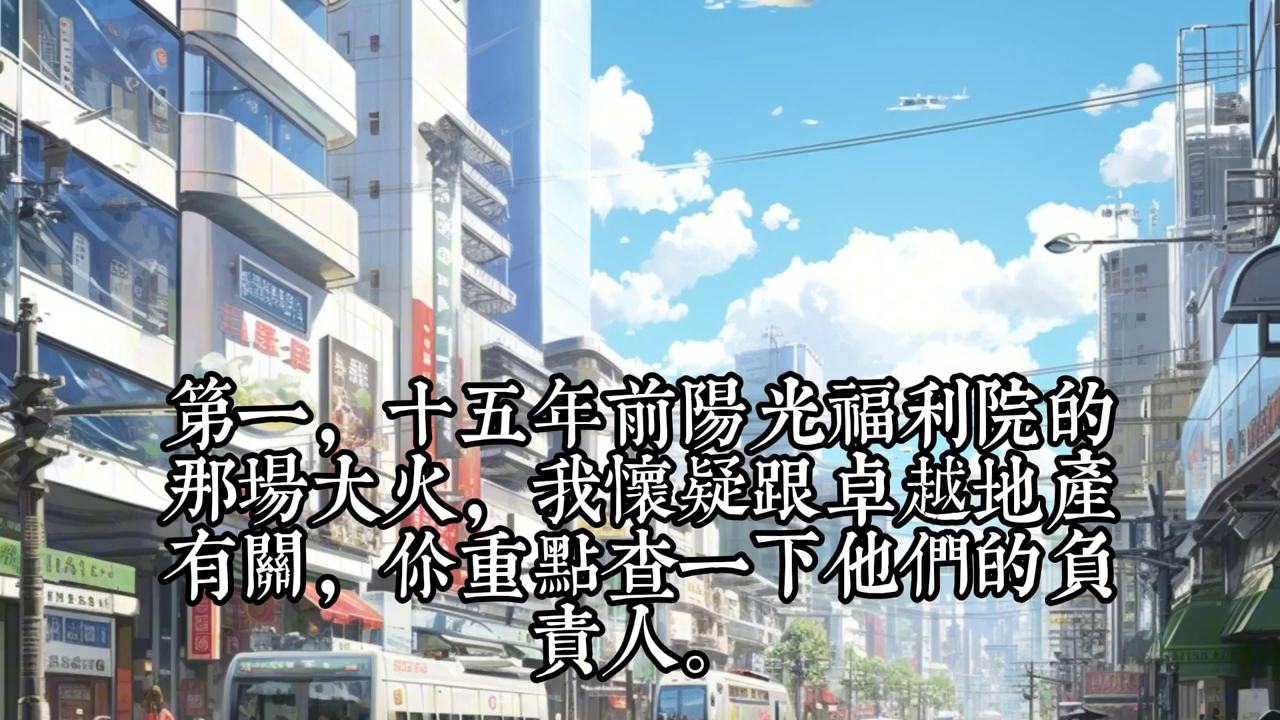 第一，十五年前陽光福利院的
那場大火，我懷疑跟卓越地產
有關，你重點查一下他們的負
責人。